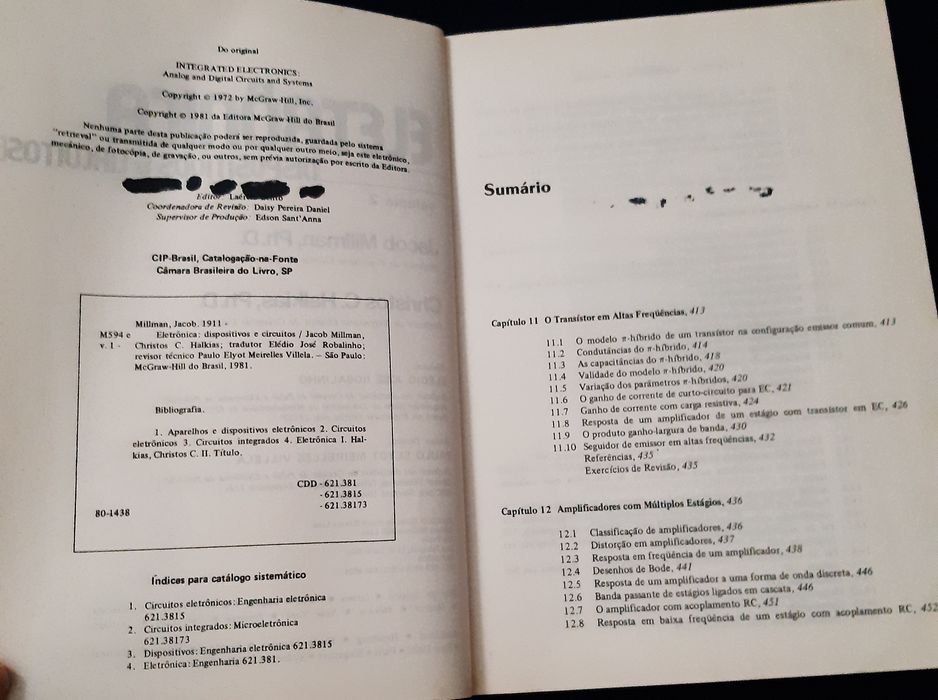 Do original
INTEGRATED ELECTRONICS:
Analog and Digital Circuits and Systems
Copyright © 1972 by McGraw-Hill, Inc.
Copyright © 1981 da Editora McGraw-Hill do Brasil
Nenhuma parte desta publicação poderá ser reproduzida, guardada pelo sistema
"retrieval" ou transmitida de qualquer modo ou por qualquer outro meio, seja este eletrônico,
mecânico, de fotocópia, de gravação, ou outros, sem prévia autorização por escrito da Editora.
Editor:
Coordenadora de Revisão: Daisy Pereira Daniel
Supervisor de Produção: Edson Sant'Anna
CIP-Brasil, Catalogação-na-Fonte
Câmara Brasileira do Livro, SP
Millman, Jacob. 1911 -
M594 e Eletrônica: dispositivos e circuitos / Jacob Millman,
v. 1 - Christos C. Halkias; tradutor Elédio José Robalinho;
revisor técnico Paulo Elyot Meirelles Villela. – São Paulo:
McGraw-Hill do Brasil, 1981.
Bibliografia.
1. Aparelhos e dispositivos eletrônicos 2. Circuitos
eletrônicos 3. Circuitos integrados 4. Eletrônica I. Hal-
kias, Christos C. II. Título.
CDD - 621.381
- 621.3815
80-1438 - 621.38173
Índices para catálogo sistemático
1. Circuitos eletrônicos: Engenharia eletrônica
621.3815
2. Circuitos integrados: Microeletrônica
621.38173
3. Dispositivos: Engenharia eletrônica 621.3815
4. Eletrônica: Engenharia 621.381.
Sumário
Capítulo 11 O Transístor em Altas Freqüências, 413
11.1 O modelo π-híbrido de um transístor na configuração emissor comum, 413
11.2 Condutâncias do π-híbrido, 414
11.3 As capacitâncias do π-híbrido, 418
11.4 Validade do modelo π-híbrido, 420
11.5 Variação dos parâmetros π-híbridos, 420
11.6 O ganho de corrente de curto-circuito para EC, 421
11.7 Ganho de corrente com carga resistiva, 424
11.8 Resposta de um amplificador de um estágio com transístor em EC, 426
11.9 O produto ganho-largura de banda, 430
11.10 Seguidor de emissor em altas freqüências, 432
Referências, 435
Exercícios de Revisão, 435
Capítulo 12 Amplificadores com Múltiplos Estágios, 436
12.1 Classificação de amplificadores, 436
12.2 Distorção em amplificadores, 437
12.3 Resposta em freqüência de um amplificador, 438
12.4 Desenhos de Bode, 441
12.5 Resposta de um amplificador a uma forma de onda discreta, 446
12.6 Banda passante de estágios ligados em cascata, 446
12.7 O amplificador com acoplamento RC, 451
12.8 Resposta em baixa freqüência de um estágio com acoplamento RC, 452